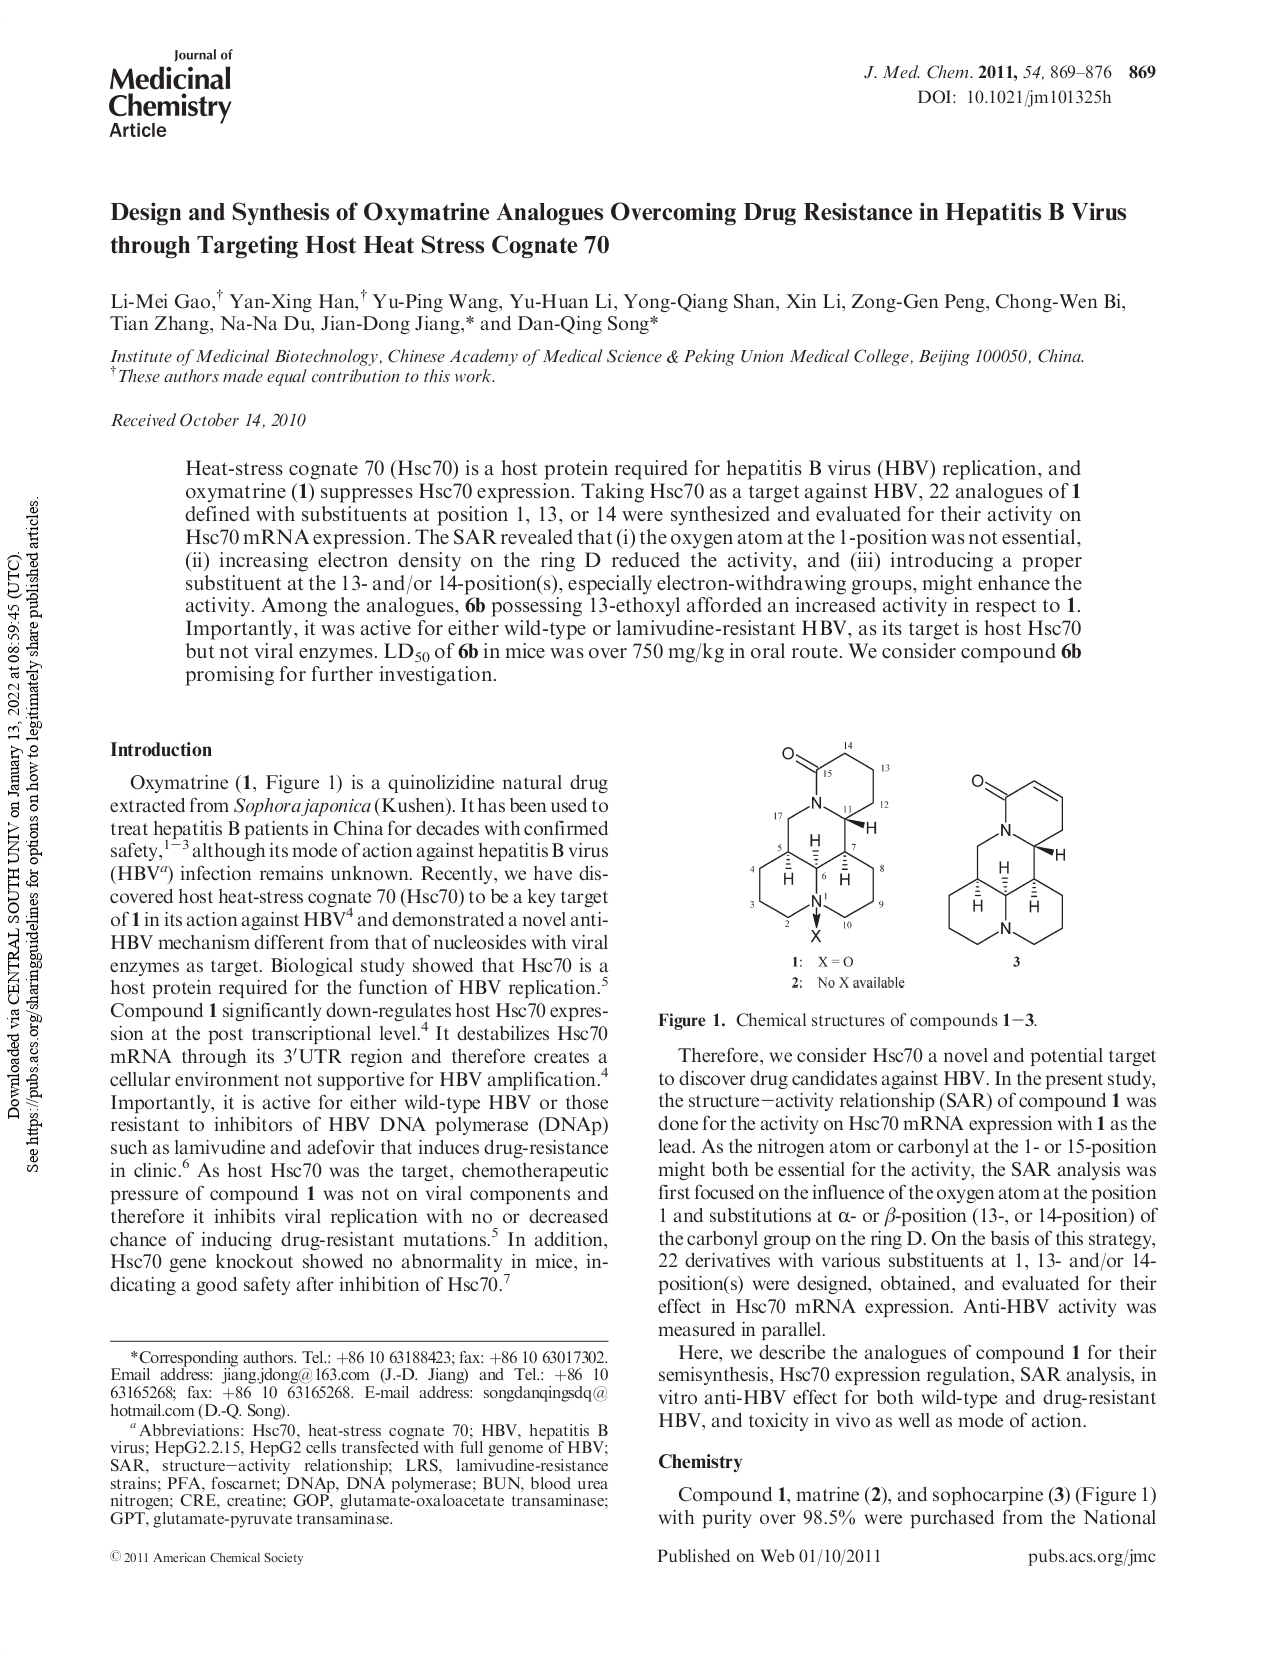 Journal of
Medicinal
Chemistry
Article
J. Med. Chem. 2011, 54, 869–876 869
DOI: 10.1021/jm101325h
Design and Synthesis of Oxymatrine Analogues Overcoming Drug Resistance in Hepatitis B Virus
through Targeting Host Heat Stress Cognate 70
Li-Mei Gao,† Yan-Xing Han,† Yu-Ping Wang, Yu-Huan Li, Yong-Qiang Shan, Xin Li, Zong-Gen Peng, Chong-Wen Bi,
Tian Zhang, Na-Na Du, Jian-Dong Jiang,* and Dan-Qing Song*
Institute of Medicinal Biotechnology, Chinese Academy of Medical Science & Peking Union Medical College, Beijing 100050, China.
†These authors made equal contribution to this work.
Received October 14, 2010
Heat-stress cognate 70 (Hsc70) is a host protein required for hepatitis B virus (HBV) replication, and
oxymatrine (1) suppresses Hsc70 expression. Taking Hsc70 as a target against HBV, 22 analogues of 1
defined with substituents at position 1, 13, or 14 were synthesized and evaluated for their activity on
Hsc70 mRNA expression. The SAR revealed that (i) the oxygen atom at the 1-position was not essential,
(ii) increasing electron density on the ring D reduced the activity, and (iii) introducing a proper
substituent at the 13- and/or 14-position(s), especially electron-withdrawing groups, might enhance the
activity. Among the analogues, 6b possessing 13-ethoxyl afforded an increased activity in respect to 1.
Importantly, it was active for either wild-type or lamivudine-resistant HBV, as its target is host Hsc70
but not viral enzymes. LD50 of 6b in mice was over 750 mg/kg in oral route. We consider compound 6b
promising for further investigation.
Introduction
Oxymatrine (1, Figure 1) is a quinolizidine natural drug
extracted from Sophora japonica (Kushen). It has been used to
treat hepatitis B patients in China for decades with confirmed
safety,1−3 although its mode of action against hepatitis B virus
(HBVa) infection remains unknown. Recently, we have dis-
covered host heat-stress cognate 70 (Hsc70) to be a key target
of 1 in its action against HBV4 and demonstrated a novel anti-
HBV mechanism different from that of nucleosides with viral
enzymes as target. Biological study showed that Hsc70 is a
host protein required for the function of HBV replication.5
Compound 1 significantly down-regulates host Hsc70 expres-
sion at the post transcriptional level.4 It destabilizes Hsc70
mRNA through its 3′UTR region and therefore creates a
cellular environment not supportive for HBV amplification.4
Importantly, it is active for either wild-type HBV or those
resistant to inhibitors of HBV DNA polymerase (DNAp)
such as lamivudine and adefovir that induces drug-resistance
in clinic.6 As host Hsc70 was the target, chemotherapeutic
pressure of compound 1 was not on viral components and
therefore it inhibits viral replication with no or decreased
chance of inducing drug-resistant mutations.5 In addition,
Hsc70 gene knockout showed no abnormality in mice, in-
dicating a good safety after inhibition of Hsc70.7
*Corresponding authors. Tel.: +86 10 63188423; fax: +86 10 63017302.
Email address: jiang.jdong@163.com (J.-D. Jiang) and Tel.: +86 10
63165268; fax: +86 10 63165268. E-mail address: songdanqingsdq@
hotmail.com (D.-Q. Song).
aAbbreviations: Hsc70, heat-stress cognate 70; HBV, hepatitis B
virus; HepG2.2.15, HepG2 cells transfected with full genome of HBV;
SAR, structure−activity relationship; LRS, lamivudine-resistance
strains; PFA, foscarnet; DNAp, DNA polymerase; BUN, blood urea
nitrogen; CRE, creatine; GOP, glutamate-oxaloacetate transaminase;
GPT, glutamate-pyruvate transaminase.
O 14
15 13
N 11 12
17 H
H
5 7
4 H 6 H 8
3 N 1 9
2 10
X
1: X = O
2: No X available
O
N
H
H
H H
N
3
Figure 1. Chemical structures of compounds 1−3.
Therefore, we consider Hsc70 a novel and potential target
to discover drug candidates against HBV. In the present study,
the structure−activity relationship (SAR) of compound 1 was
done for the activity on Hsc70 mRNA expression with 1 as the
lead. As the nitrogen atom or carbonyl at the 1- or 15-position
might both be essential for the activity, the SAR analysis was
first focused on the influence of the oxygen atom at the position
1 and substitutions at α- or β-position (13-, or 14-position) of
the carbonyl group on the ring D. On the basis of this strategy,
22 derivatives with various substituents at 1, 13- and/or 14-
position(s) were designed, obtained, and evaluated for their
effect in Hsc70 mRNA expression. Anti-HBV activity was
measured in parallel.
Here, we describe the analogues of compound 1 for their
semisynthesis, Hsc70 expression regulation, SAR analysis, in
vitro anti-HBV effect for both wild-type and drug-resistant
HBV, and toxicity in vivo as well as mode of action.
Chemistry
Compound 1, matrine (2), and sophocarpine (3) (Figure 1)
with purity over 98.5% were purchased from the National
© 2011 American Chemical Society
Published on Web 01/10/2011
pubs.acs.org/jmc
Downloaded via CENTRAL SOUTH UNIV on January 13, 2022 at 08:59:45 (UTC).
See https://pubs.acs.org/sharingguidelines for options on how to legitimately share published articles.